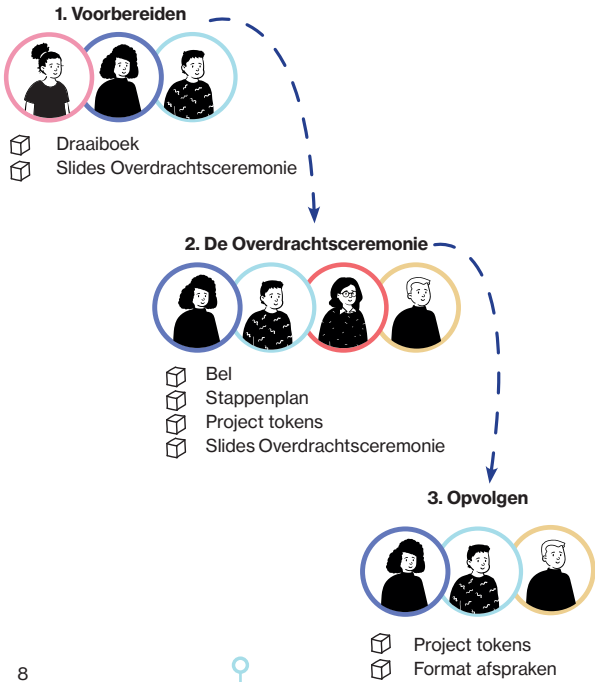 1. Voorbereiden
Draaiboek
Slides Overdrachtsceremonie
2. De Overdrachtsceremonie
Bel
Stappenplan
Project tokens
Slides Overdrachtsceremonie
3. Opvolgen
Project tokens
Format afspraken
8